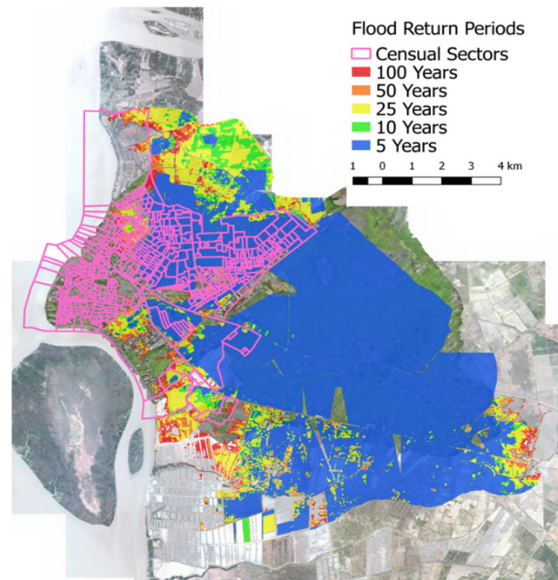 Flood Return Periods
Censual Sectors
100 Years
50 Years
25 Years
10 Years
5 Years
1 0 1 2 3 4 km